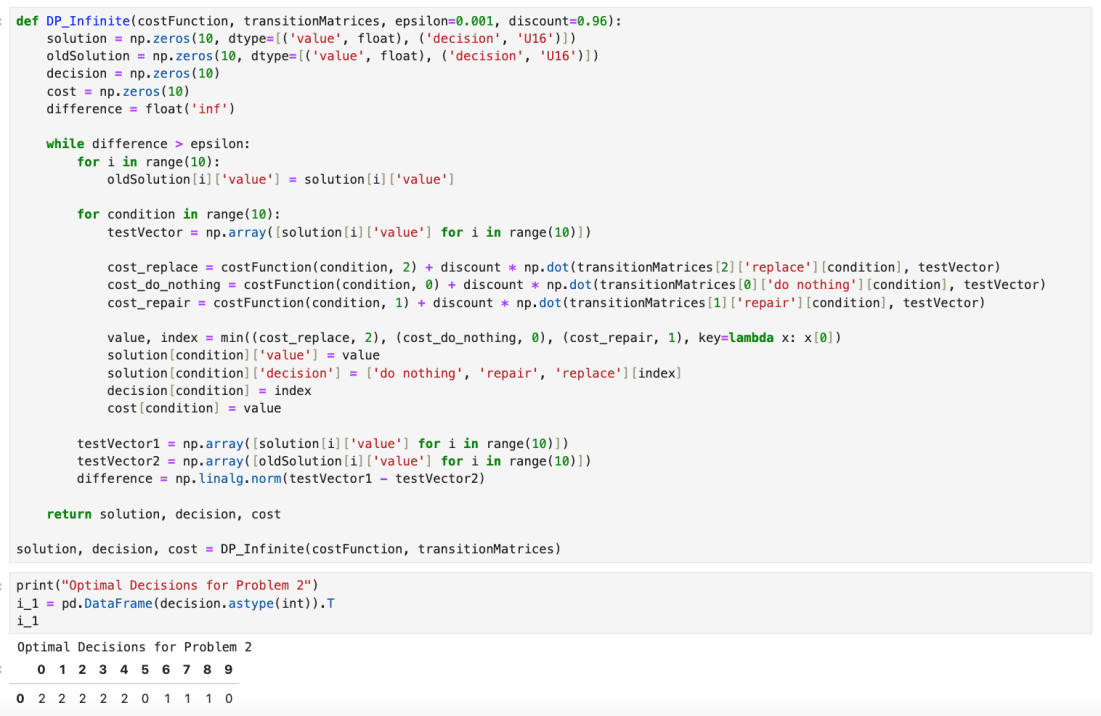 def DP_Infinite(costFunction, transitionMatrices, epsilon=0.001, discount=0.96):
    solution = np.zeros(10, dtype=[('value', float), ('decision', 'U16')])
    oldSolution = np.zeros(10, dtype=[('value', float), ('decision', 'U16')])
    decision = np.zeros(10)
    cost = np.zeros(10)
    difference = float('inf')

    while difference > epsilon:
        for i in range(10):
            oldSolution[i]['value'] = solution[i]['value']

        for condition in range(10):
            testVector = np.array([solution[i]['value'] for i in range(10)])

            cost_replace = costFunction(condition, 2) + discount * np.dot(transitionMatrices[2]['replace'][condition], testVector)
            cost_do_nothing = costFunction(condition, 0) + discount * np.dot(transitionMatrices[0]['do nothing'][condition], testVector)
            cost_repair = costFunction(condition, 1) + discount * np.dot(transitionMatrices[1]['repair'][condition], testVector)

            value, index = min((cost_replace, 2), (cost_do_nothing, 0), (cost_repair, 1), key=lambda x: x[0])
            solution[condition]['value'] = value
            solution[condition]['decision'] = ['do nothing', 'repair', 'replace'][index]
            decision[condition] = index
            cost[condition] = value

        testVector1 = np.array([solution[i]['value'] for i in range(10)])
        testVector2 = np.array([oldSolution[i]['value'] for i in range(10)])
        difference = np.linalg.norm(testVector1 - testVector2)

    return solution, decision, cost

solution, decision, cost = DP_Infinite(costFunction, transitionMatrices)
print("Optimal Decisions for Problem 2")
i_1 = pd.DataFrame(decision.astype(int)).T
i_1
Optimal Decisions for Problem 2
0 1 2 3 4 5 6 7 8 9
0 2 2 2 2 2 0 1 1 1 0